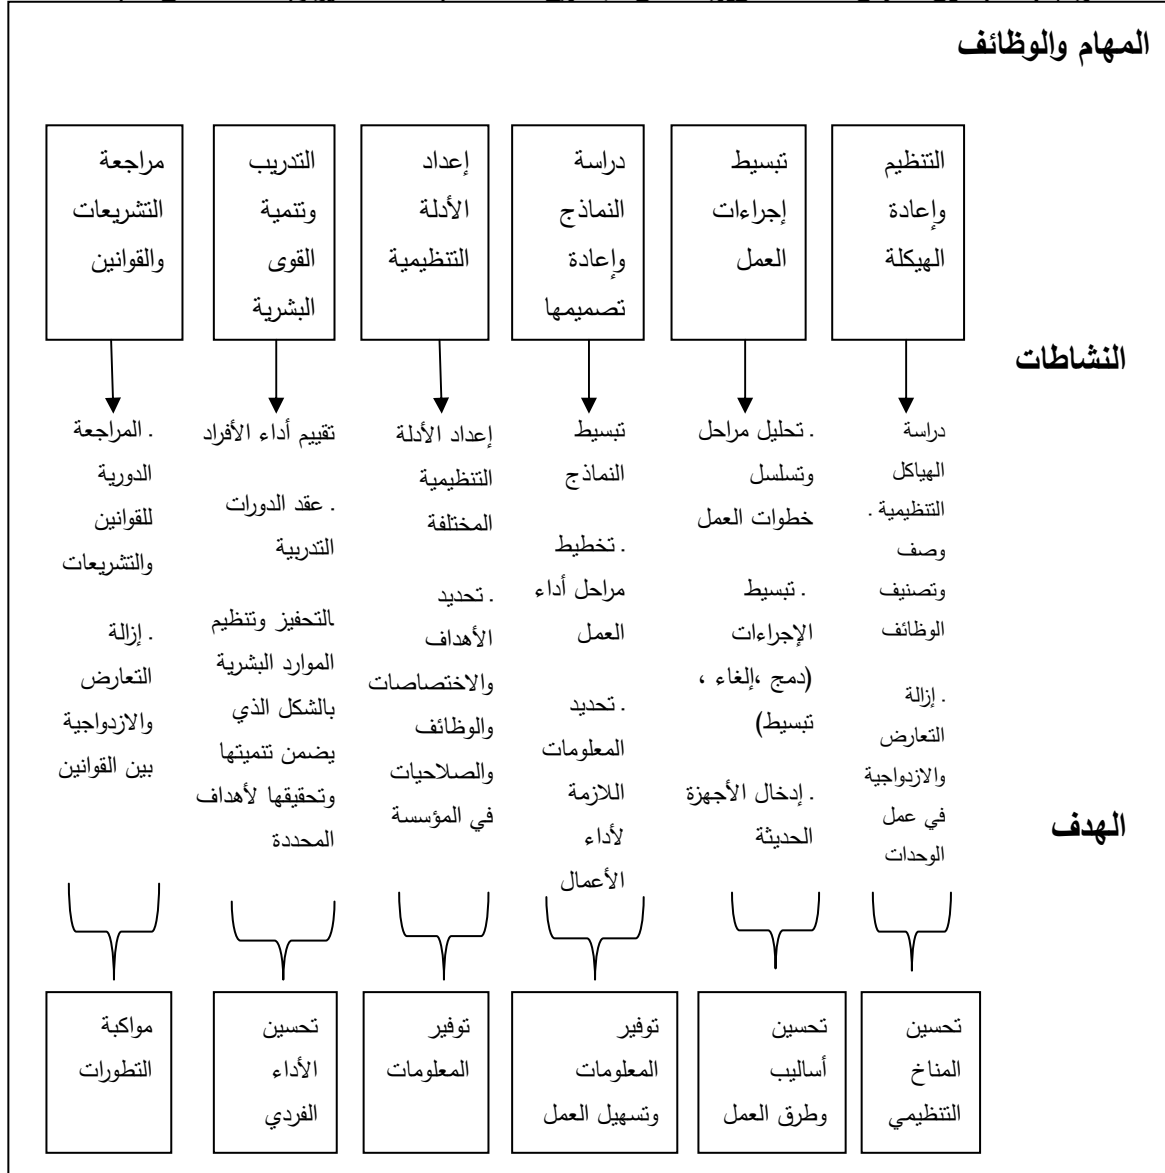 المهام والوظائف
التنظيم
وإعادة
الهيكلة
تبسيط
إجراءات
العمل
دراسة
النماذج
وإعادة
تصميمها
إعداد
الأدلة
التنظيمية
التدريب
وتنمية
القوى
البشرية
مراجعة
التشريعات
والقوانين
النشاطات
دراسة
الهياكل
التنظيمية .
وصف
وتصنيف
الوظائف
. إزالة
التعارض
والازدواجية
في عمل
الوحدات
. تحليل مراحل
وتسلسل
خطوات العمل
. تبسيط
الإجراءات
(دمج ،إلغاء ،
تبسيط)
. إدخال الأجهزة
الحديثة
تبسيط
النماذج
. تخطيط
مراحل أداء
العمل
. تحديد
المعلومات
اللازمة
لأداء
الأعمال
إعداد الأدلة
التنظيمية
المختلفة
. تحديد
الأهداف
والاختصاصات
والوظائف
والصلاحيات
في المؤسسة
تقييم أداء الأفراد
. عقد الدورات
التدربية
.التحفيز وتنظيم
الموارد البشرية
بالشكل الذي
يضمن تنميتها
وتحقيقها لأهداف
المحددة
. المراجعة
الدورية
للقوانين
والتشريعات
. إزالة
التعارض
والازدواجية
بين القوانين
الهدف
تحسين
المناخ
التنظيمي
تحسين
أساليب
وطرق العمل
توفير
المعلومات
وتسهيل العمل
توفير
المعلومات
تحسين
الأداء
الفردي
مواكبة
التطورات